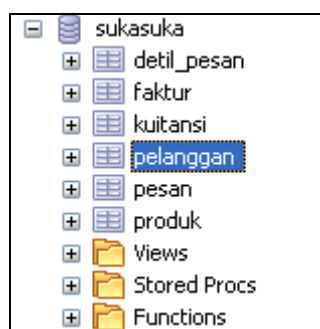 sukasuka
detil_pesan
faktur
kuitansi
pelanggan
pesan
produk
Views
Stored Procs
Functions